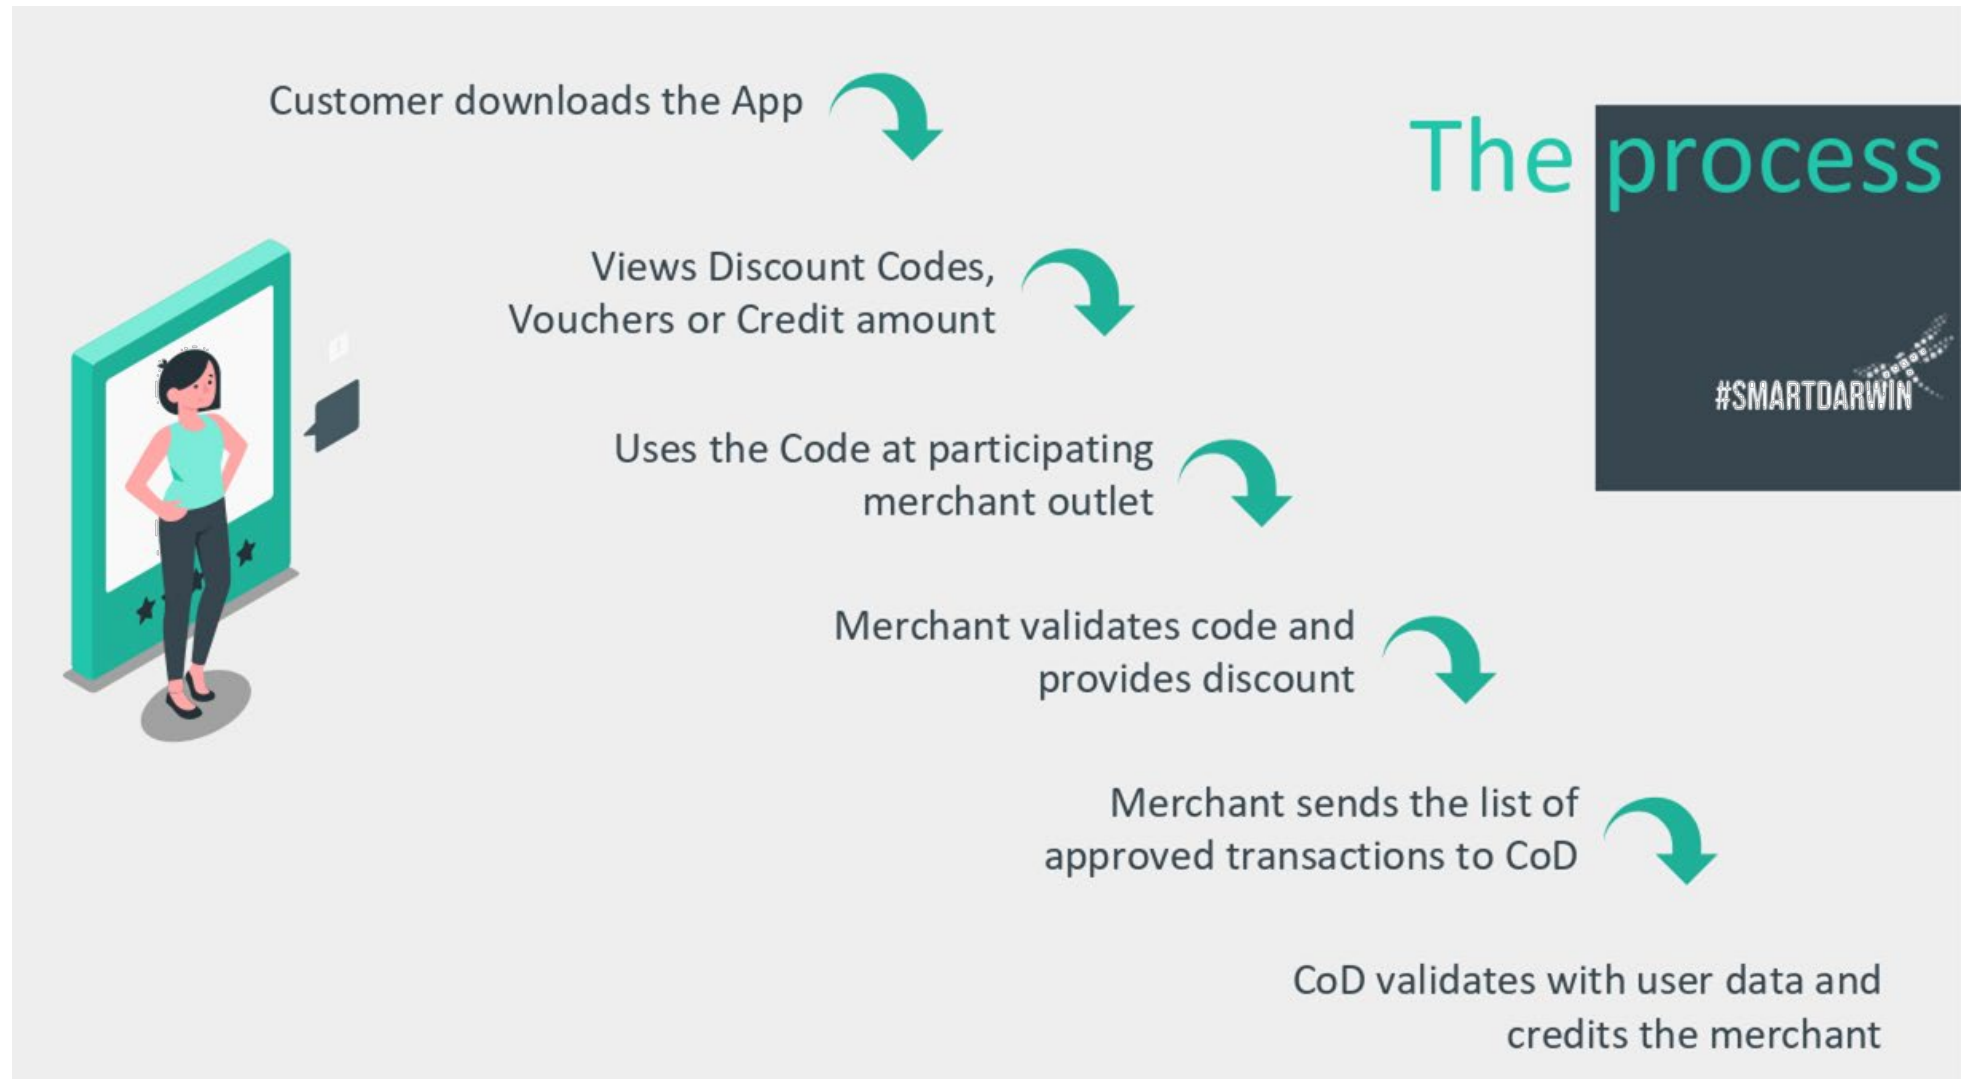 Customer downloads the App
The process
Views Discount Codes,
Vouchers or Credit amount
#SMARTDARWIN
Uses the Code at participating
merchant outlet
Merchant validates code and
provides discount
Merchant sends the list of
approved transactions to CoD
CoD validates with user data and
credits the merchant